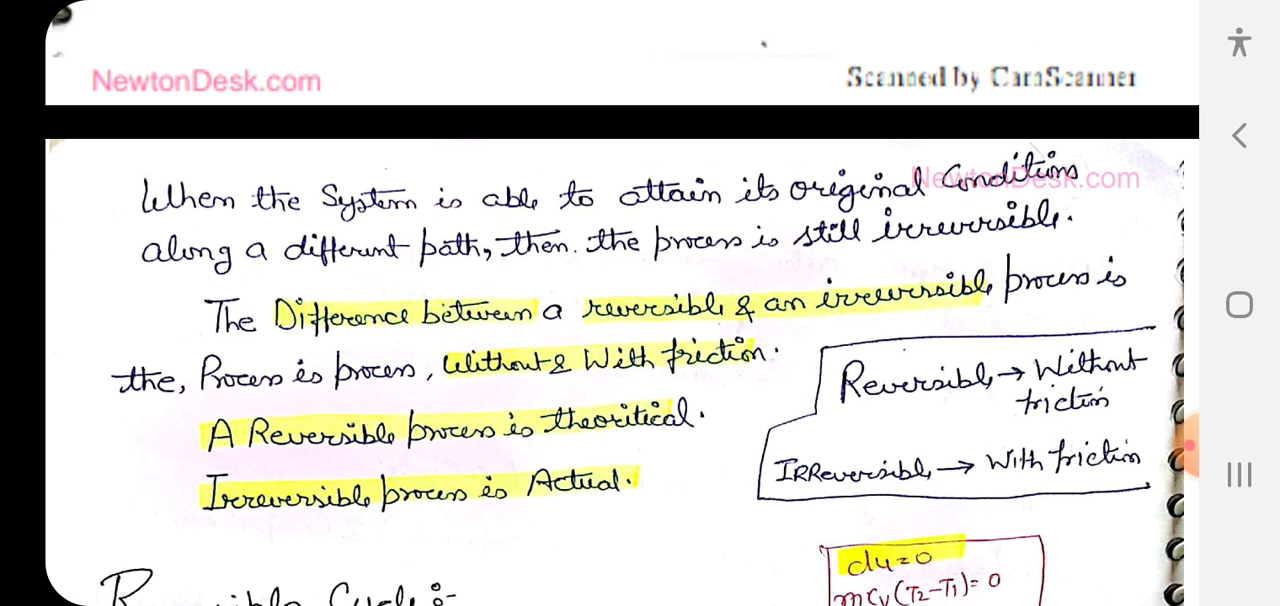 NewtonDesk.com
Scanned by CamScanner
NewtonDesk.com
When the System is able to attain its original Conditions
along a different path, then. the process is still irreversible.
The Difference between a reversible & an irreversible process is
the, Process is process, Without & With friction.
Reversible → Without
friction
A Reversible process is theoritical.
IRReversible → With friction
Irreversible process is Actual.
du=0
mCv(T2-T1)=0
Cycle:-